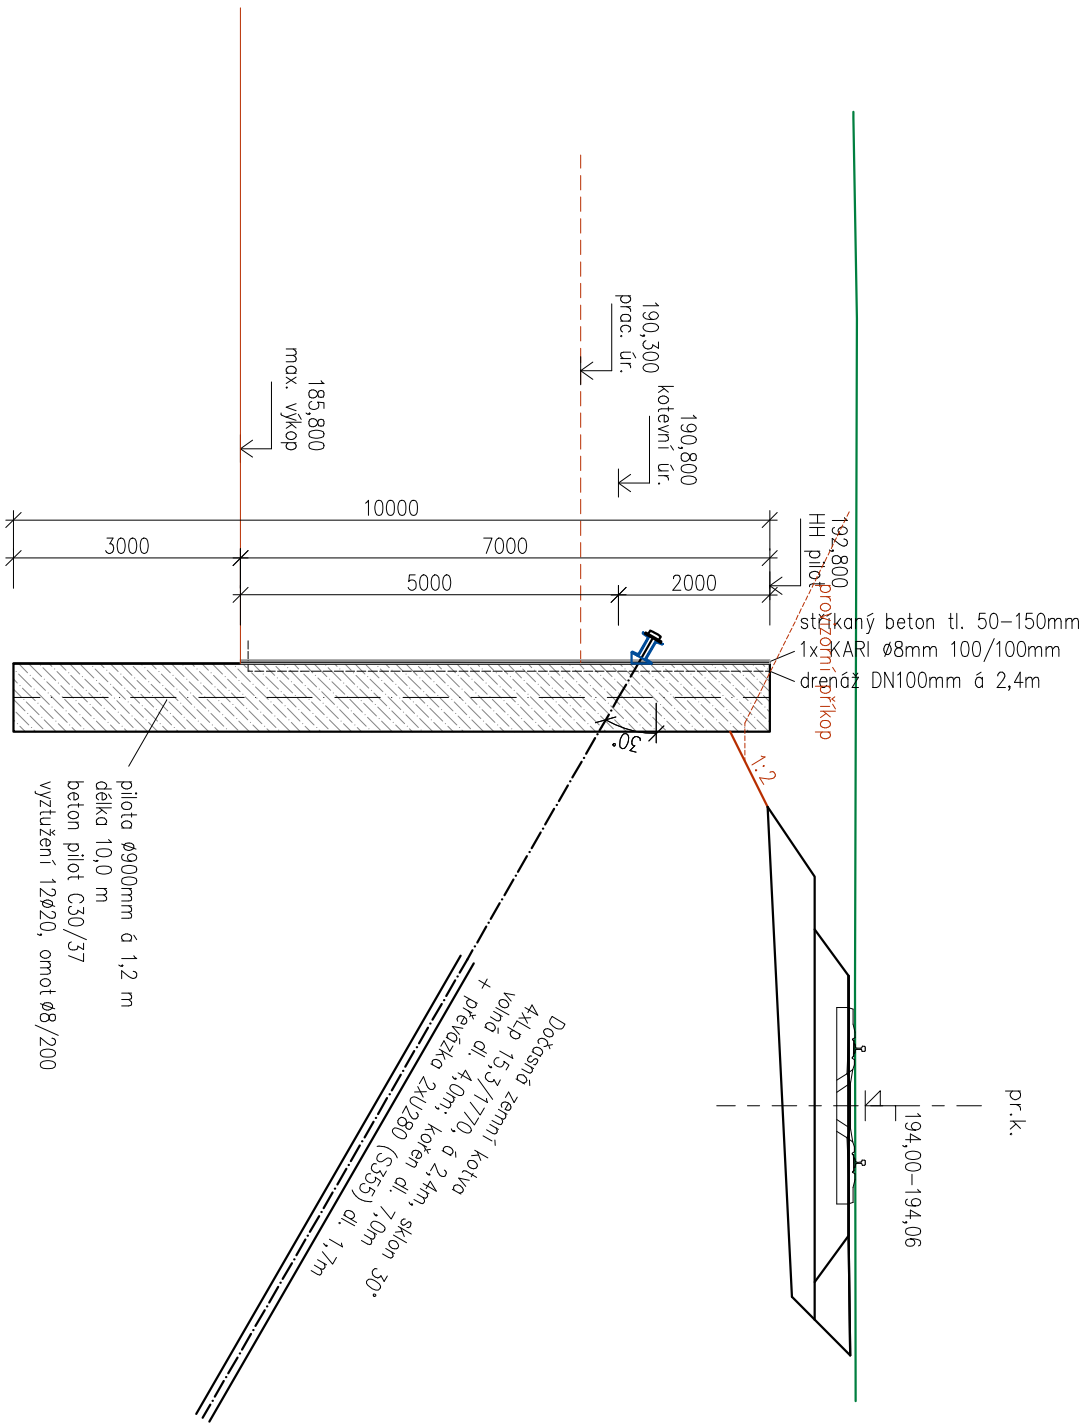 190,300
prac. úr.
190,800
kotevní úr.
185,800
max. výkop
192,800
HH pilot
10000
3000
7000
5000
2000
stříkaný beton tl. 50-150mm
1x KARI ø8mm 100/100mm
drenáž DN100mm á 2,4m
provizorní příkop
1:2
30°
pilota ø900mm á 1,2 m
délka 10,0 m
beton pilot C30/37
vyztužení 12ø20, omot ø8/200
Dočasná zemní kotva
4xLp 15,3/1770, á 2,4m, sklon 30°
volná dl. 4,0m; kořen dl. 7,0m
+ převázka 2xU280 (S355) dl. 1,7m
pr.k.
194,00-194,06